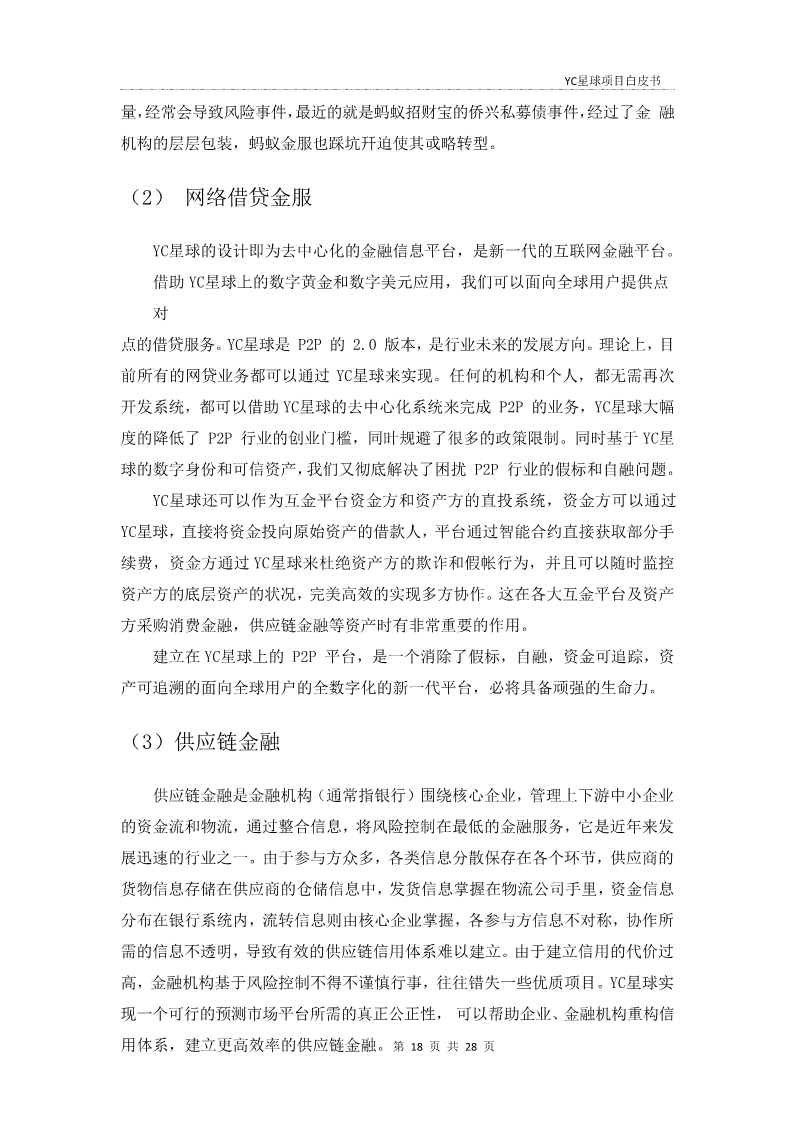 YC星球项目白皮书
量,经常会导致风险事件,最近的就是蚂蚁招财宝的侨兴私募债事件,经过了金 融
机构的层层包装，蚂蚁金服也踩坑幵迫使其或略转型。
（2） 网络借贷金服
YC星球的设计即为去中心化的金融信息平台，是新一代的互联网金融平台。
借助 YC星球上的数字黄金和数字美元应用，我们可以面向全球用户提供点
对
点的借贷服务。YC星球是 P2P 的 2.0 版本，是行业未来的发展方向。理论上，目
前所有的网贷业务都可以通过 YC星球来实现。任何的机构和个人，都无需再次
开发系统，都可以借助 YC星球的去中心化系统来完成 P2P 的业务，YC星球大幅
度的降低了 P2P 行业的创业门槛，同叶规避了很多的政策限制。同时基于 YC星
球的数字身份和可信资产，我们又彻底解决了困扰 P2P 行业的假标和自融问题。
YC星球还可以作为互金平台资金方和资产方的直投系统，资金方可以通过
YC星球，直接将资金投向原始资产的借款人，平台通过智能合约直接获取部分手
续费，资金方通过 YC星球来杜绝资产方的欺诈和假帐行为，并且可以随时监控
资产方的底层资产的状况，完美高效的实现多方协作。这在各大互金平台及资产
方采购消费金融，供应链金融等资产时有非常重要的作用。
建立在 YC星球上的 P2P 平台，是一个消除了假标，自融，资金可追踪，资
产可追溯的面向全球用户的全数字化的新一代平台，必将具备顽强的生命力。
（3）供应链金融
供应链金融是金融机构（通常指银行）围绕核心企业，管理上下游中小企业
的资金流和物流，通过整合信息，将风险控制在最低的金融服务，它是近年来发
展迅速的行业之一。由于参与方众多，各类信息分散保存在各个环节，供应商的
货物信息存储在供应商的仓储信息中，发货信息掌握在物流公司手里，资金信息
分布在银行系统内，流转信息则由核心企业掌握，各参与方信息不对称，协作所
需的信息不透明，导致有效的供应链信用体系难以建立。由于建立信用的代价过
高，金融机构基于风险控制不得不谨慎行事，往往错失一些优质项目。YC星球实
现一个可行的预测市场平台所需的真正公正性， 可以帮助企业、金融机构重构信
用体系，建立更高效率的供应链金融。第 18 页 共 28 页